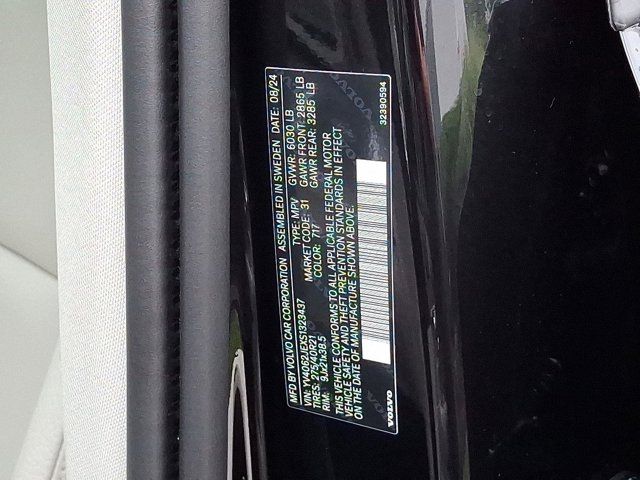 MFD BY VOLVO CAR CORPORATION ASSEMBLED IN SWEDEN DATE: 08/24
VIN: YV4062JEXS1323437 TYPE: MPV GVWR: 6030 LB
TIRES: 275/40R21 MARKET CODE: 31 GAWR FRONT: 2865 LB
RIM: 9Jx21x38.5 COLOR: 717 GAWR REAR: 3285 LB
THIS VEHICLE CONFORMS TO ALL APPLICABLE FEDERAL MOTOR
VEHICLE SAFETY AND THEFT PREVENTION STANDARDS IN EFFECT
ON THE DATE OF MANUFACTURE SHOWN ABOVE.
VOLVO
32390594